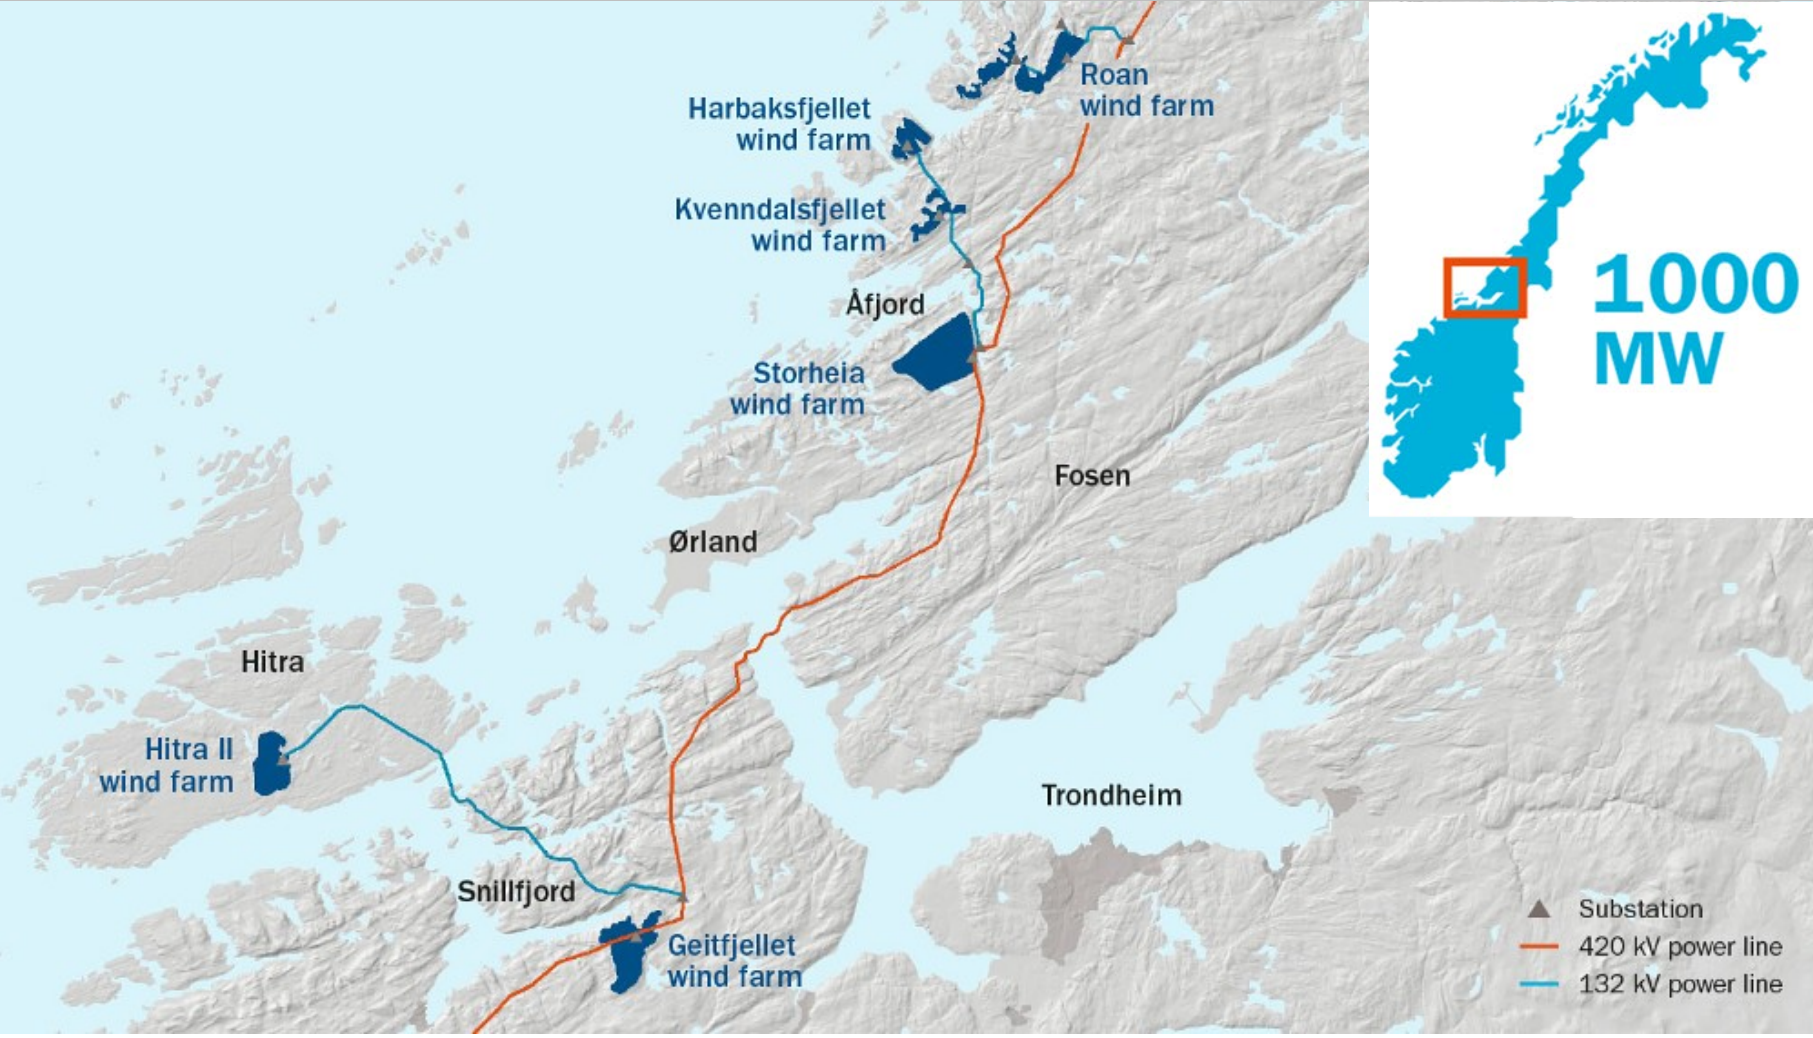 Roan
wind farm
Harbaksfjellet
wind farm
Kvenndalsfjellet
wind farm
Åfjord
Storheia
wind farm
1000
MW
Fosen
Ørland
Hitra
Hitra II
wind farm
Trondheim
Snillfjord
Geitfjellet
wind farm
Substation
420 kV power line
132 kV power line